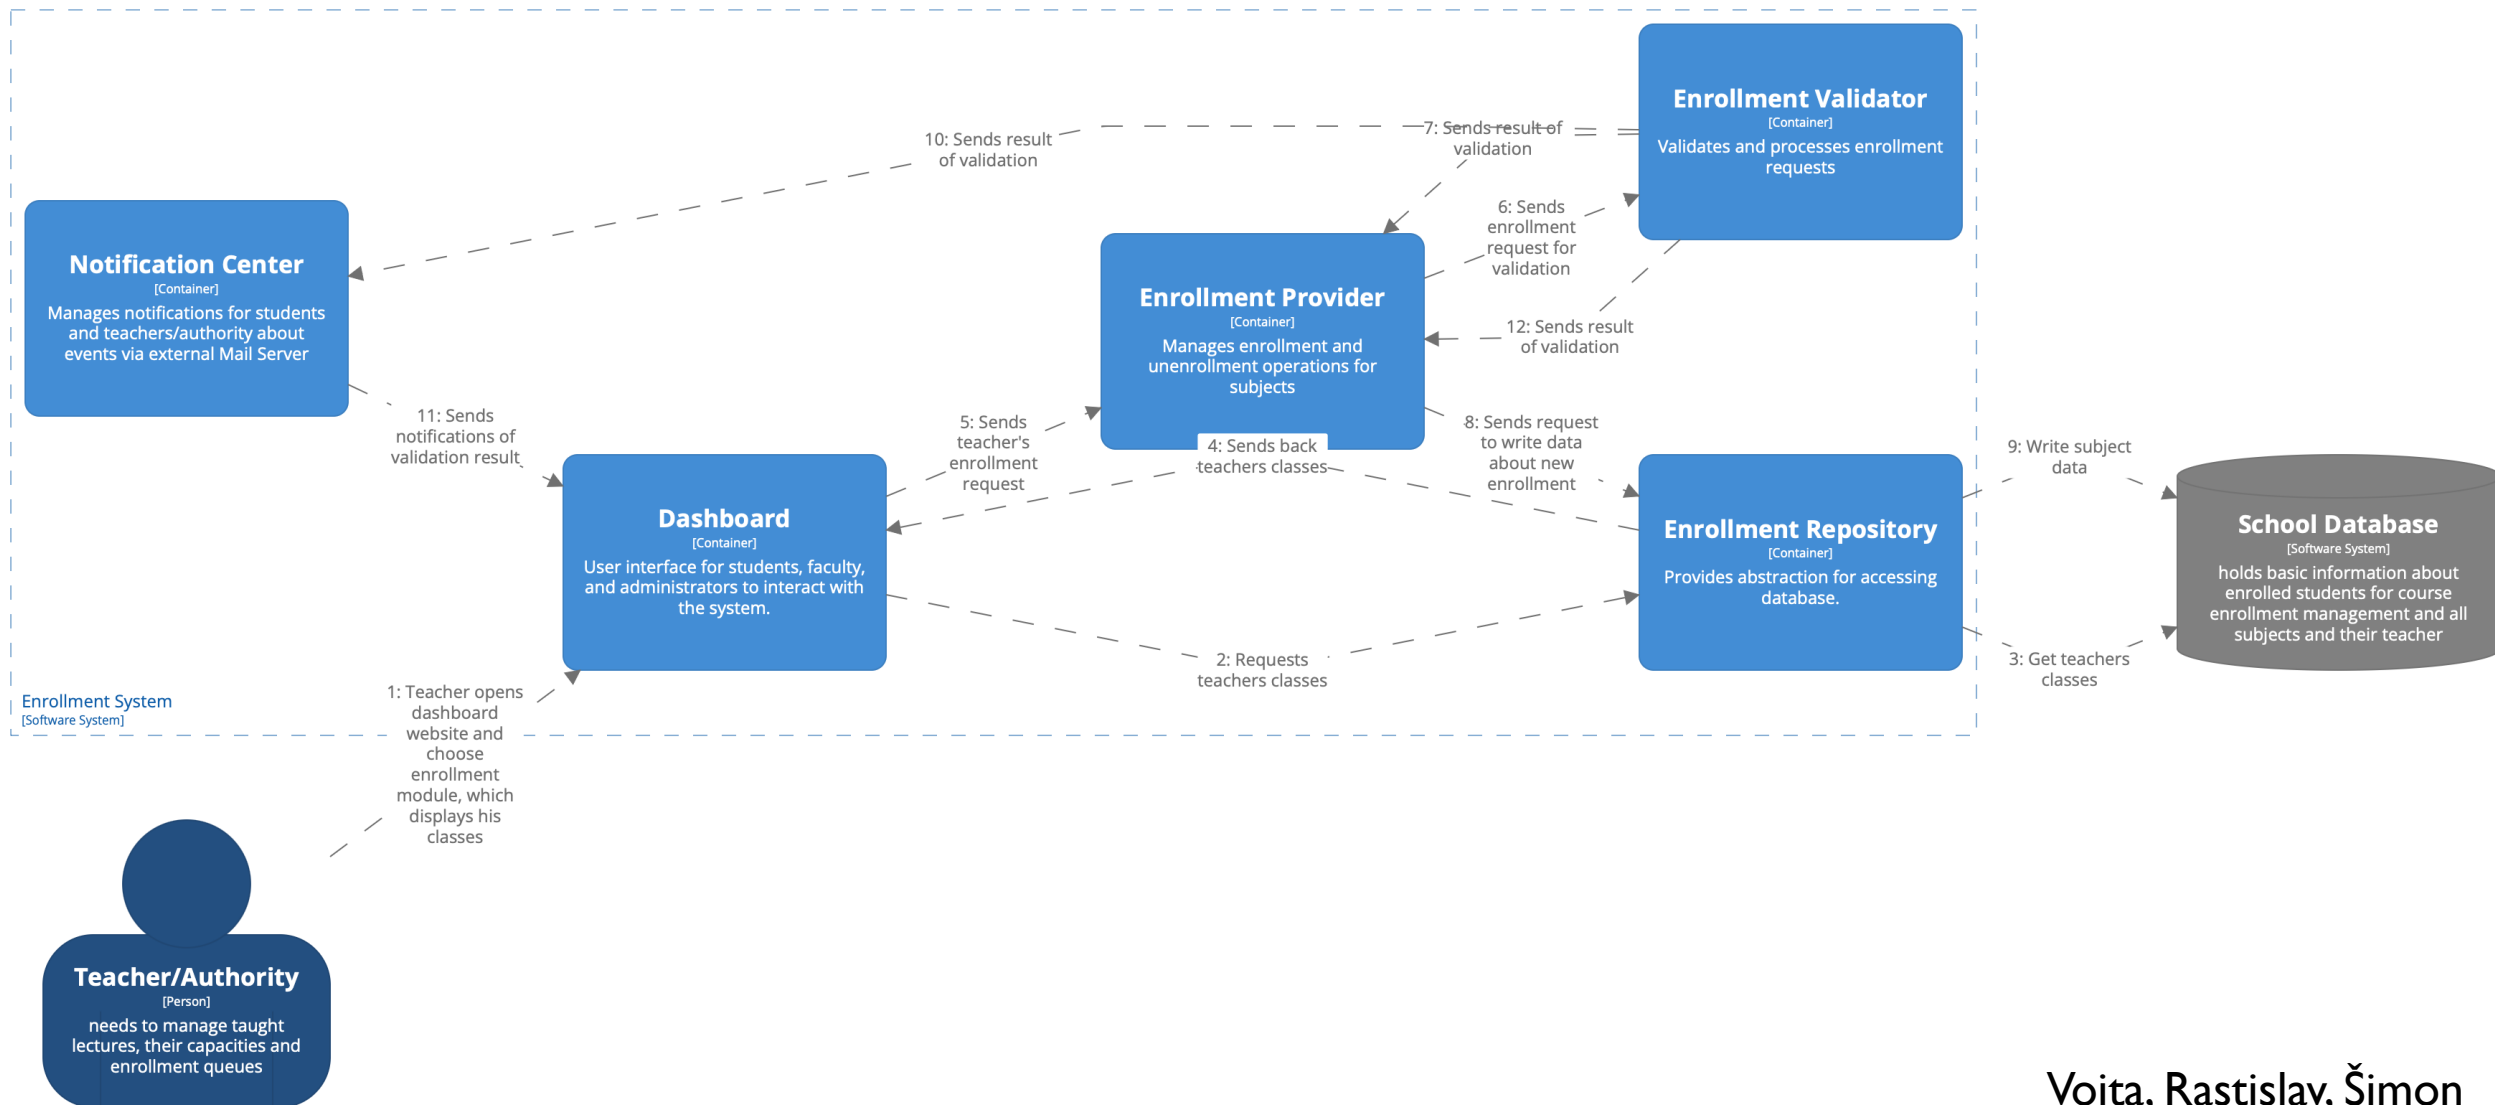 Enrollment Validator
[Container]
Validates and processes enrollment
requests
10: Sends result
of validation
7: Sends result of
validation
6: Sends
enrollment
request for
validation
Notification Center
[Container]
Manages notifications for students
and teachers/authority about
events via external Mail Server
Enrollment Provider
[Container]
Manages enrollment and
unenrollment operations for
subjects
12: Sends result
of validation
11: Sends
notifications of
validation result
5: Sends
teacher's
enrollment
request
4: Sends back
teachers classes
8: Sends request
to write data
about new
enrollment
9: Write subject
data
Dashboard
[Container]
User interface for students, faculty,
and administrators to interact with
the system.
Enrollment Repository
[Container]
Provides abstraction for accessing
database.
School Database
[Software System]
holds basic information about
enrolled students for course
enrollment management and all
subjects and their teacher
2: Requests
teachers classes
3: Get teachers
classes
Enrollment System
[Software System]
1: Teacher opens
dashboard
website and
choose
enrollment
module, which
displays his
classes
Teacher/Authority
[Person]
needs to manage taught
lectures, their capacities and
enrollment queues
Vojta, Rastislav, Šimon